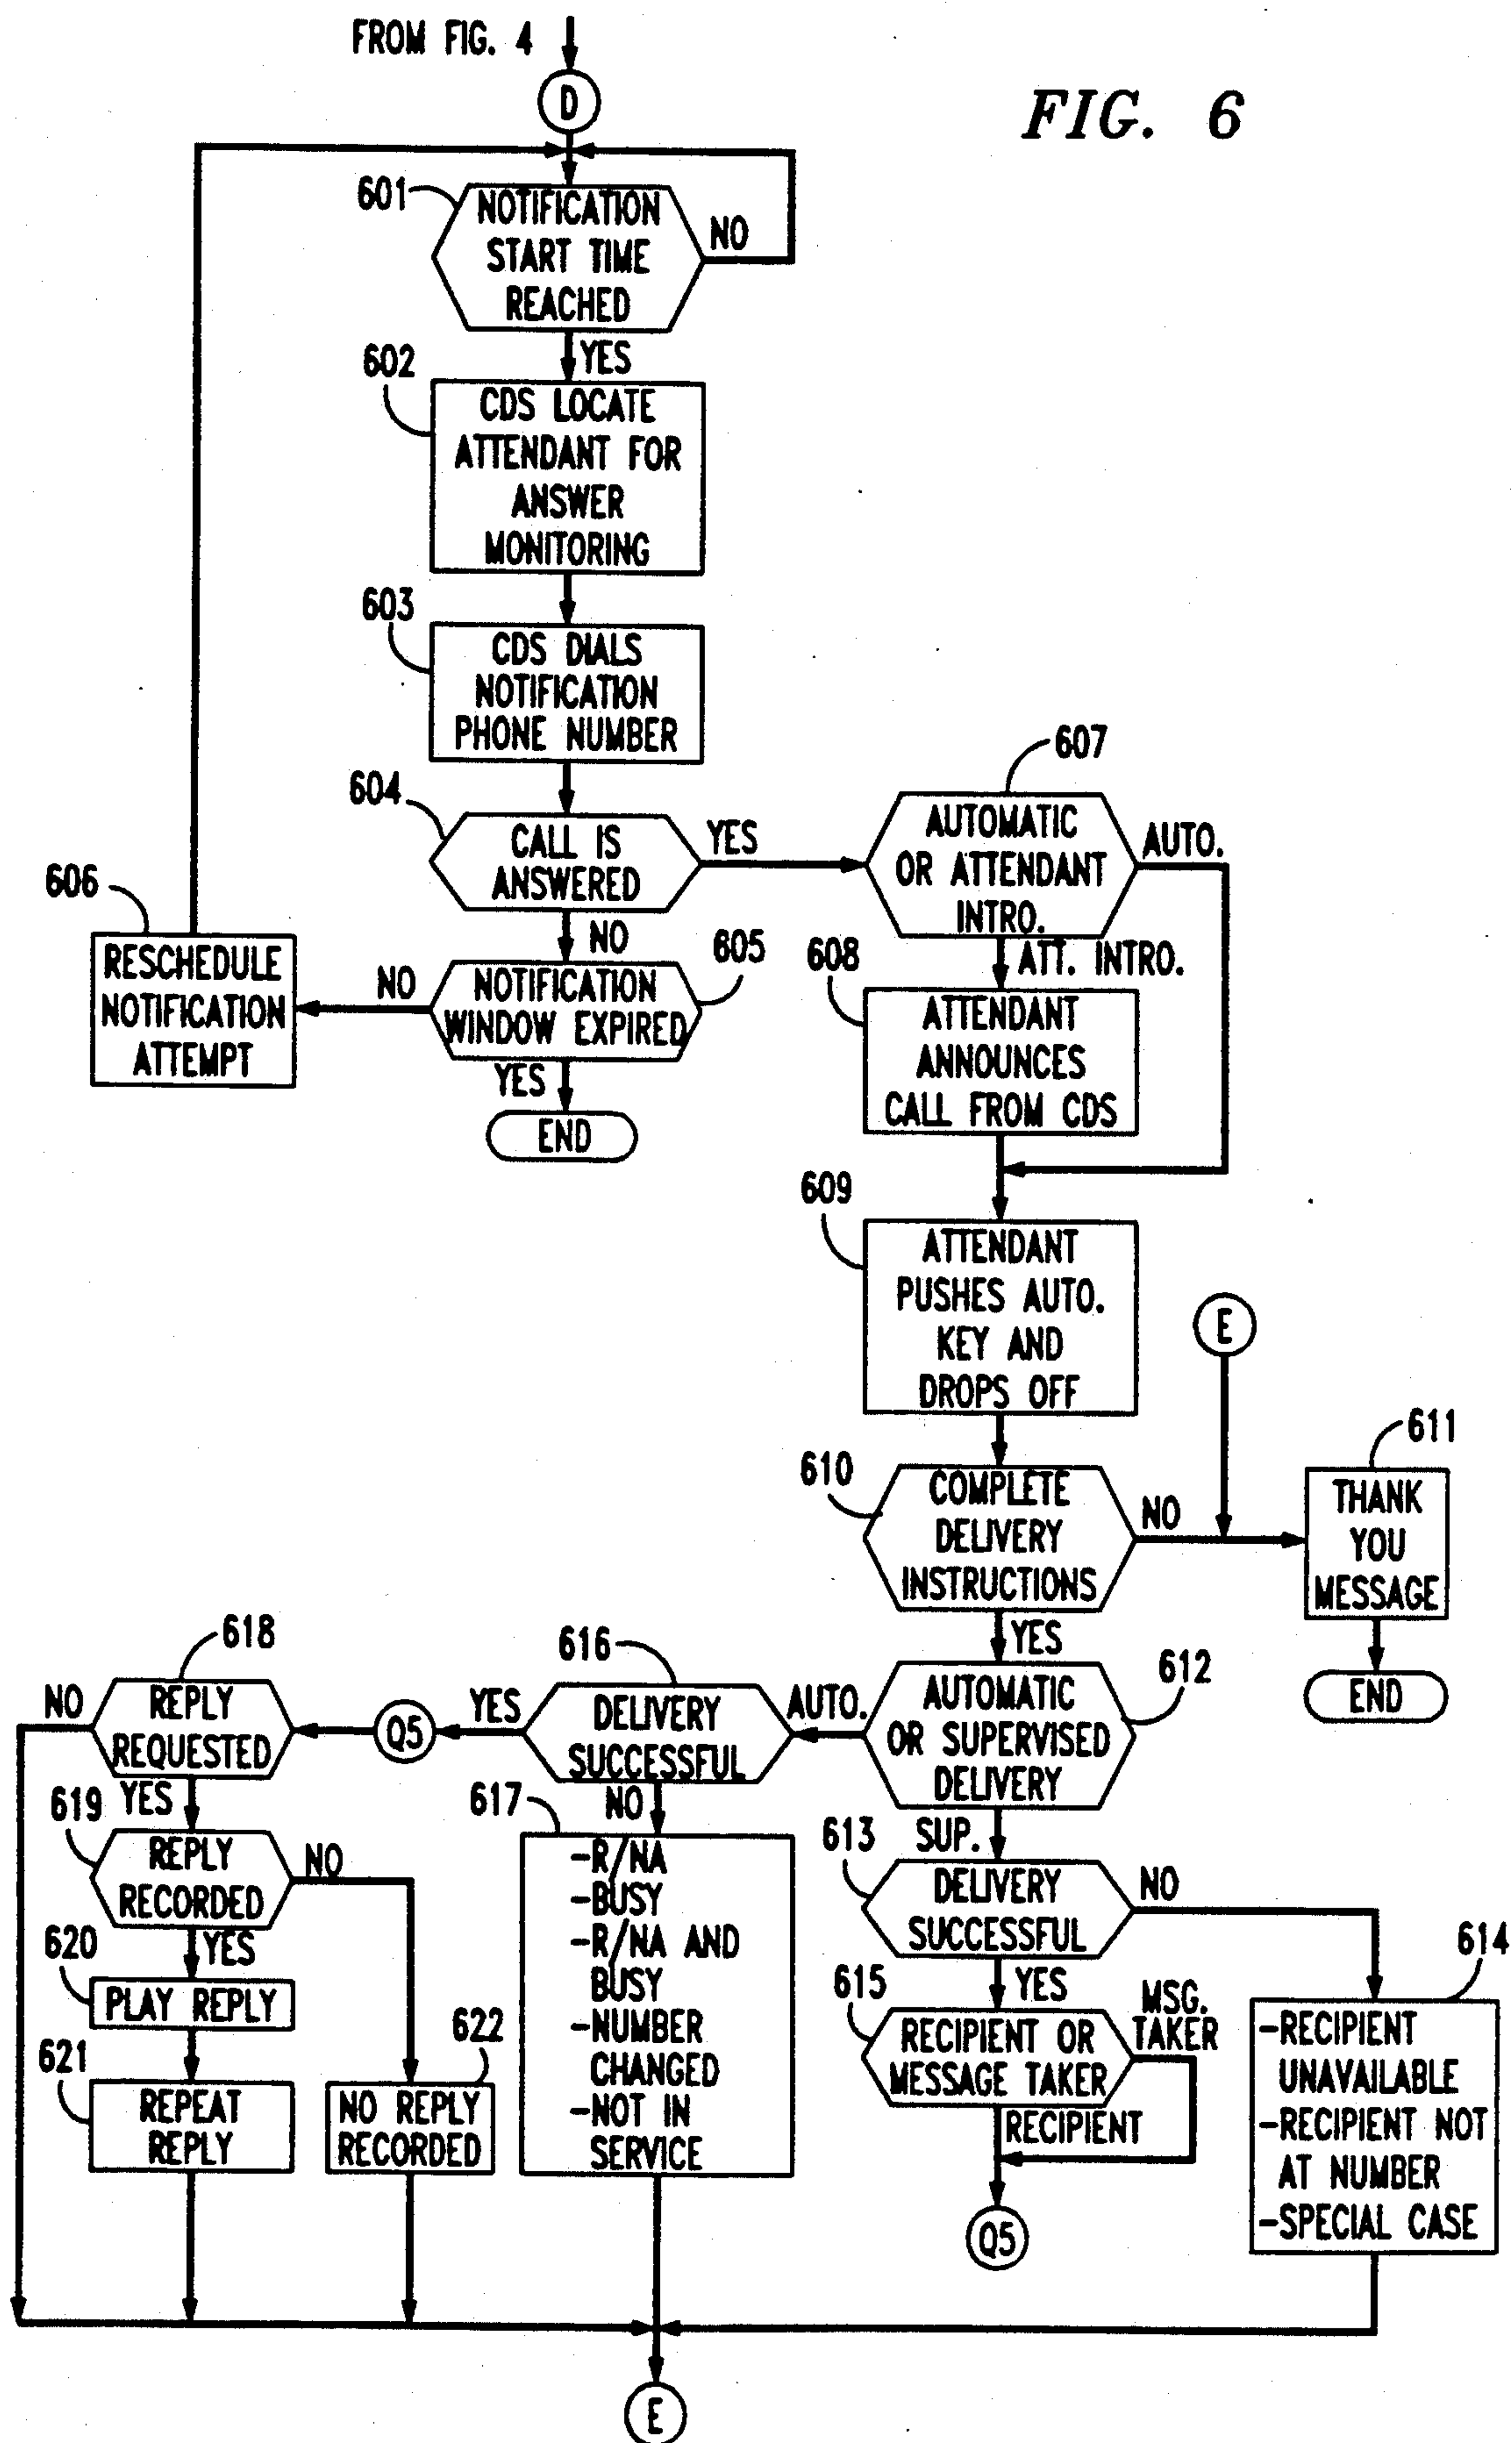 FROM FIG. 4
D
FIG. 6
601
NOTIFICATION
START TIME
REACHED
NO
YES
602
CDS LOCATE
ATTENDANT FOR
ANSWER
MONITORING
603
CDS DIALS
NOTIFICATION
PHONE NUMBER
604
CALL IS
ANSWERED
YES
NO
605
NOTIFICATION
WINDOW EXPIRED
NO
YES
END
606
RESCHEDULE
NOTIFICATION
ATTEMPT
607
AUTOMATIC
OR ATTENDANT
INTRO.
AUTO.
ATT. INTRO.
608
ATTENDANT
ANNOUNCES
CALL FROM CDS
609
ATTENDANT
PUSHES AUTO.
KEY AND
DROPS OFF
E
610
COMPLETE
DELIVERY
INSTRUCTIONS
NO
YES
611
THANK
YOU
MESSAGE
END
612
AUTOMATIC
OR SUPERVISED
DELIVERY
AUTO.
SUP.
613
DELIVERY
SUCCESSFUL
NO
YES
614
-RECIPIENT
UNAVAILABLE
-RECIPIENT NOT
AT NUMBER
-SPECIAL CASE
615
RECIPIENT OR
MESSAGE TAKER
MSG.
TAKER
RECIPIENT
Q5
616
DELIVERY
SUCCESSFUL
YES
NO
Q5
617
-R/NA
-BUSY
-R/NA AND
BUSY
-NUMBER
CHANGED
-NOT IN
SERVICE
618
REPLY
REQUESTED
NO
YES
619
REPLY
RECORDED
NO
YES
620
PLAY REPLY
621
REPEAT
REPLY
622
NO REPLY
RECORDED
E